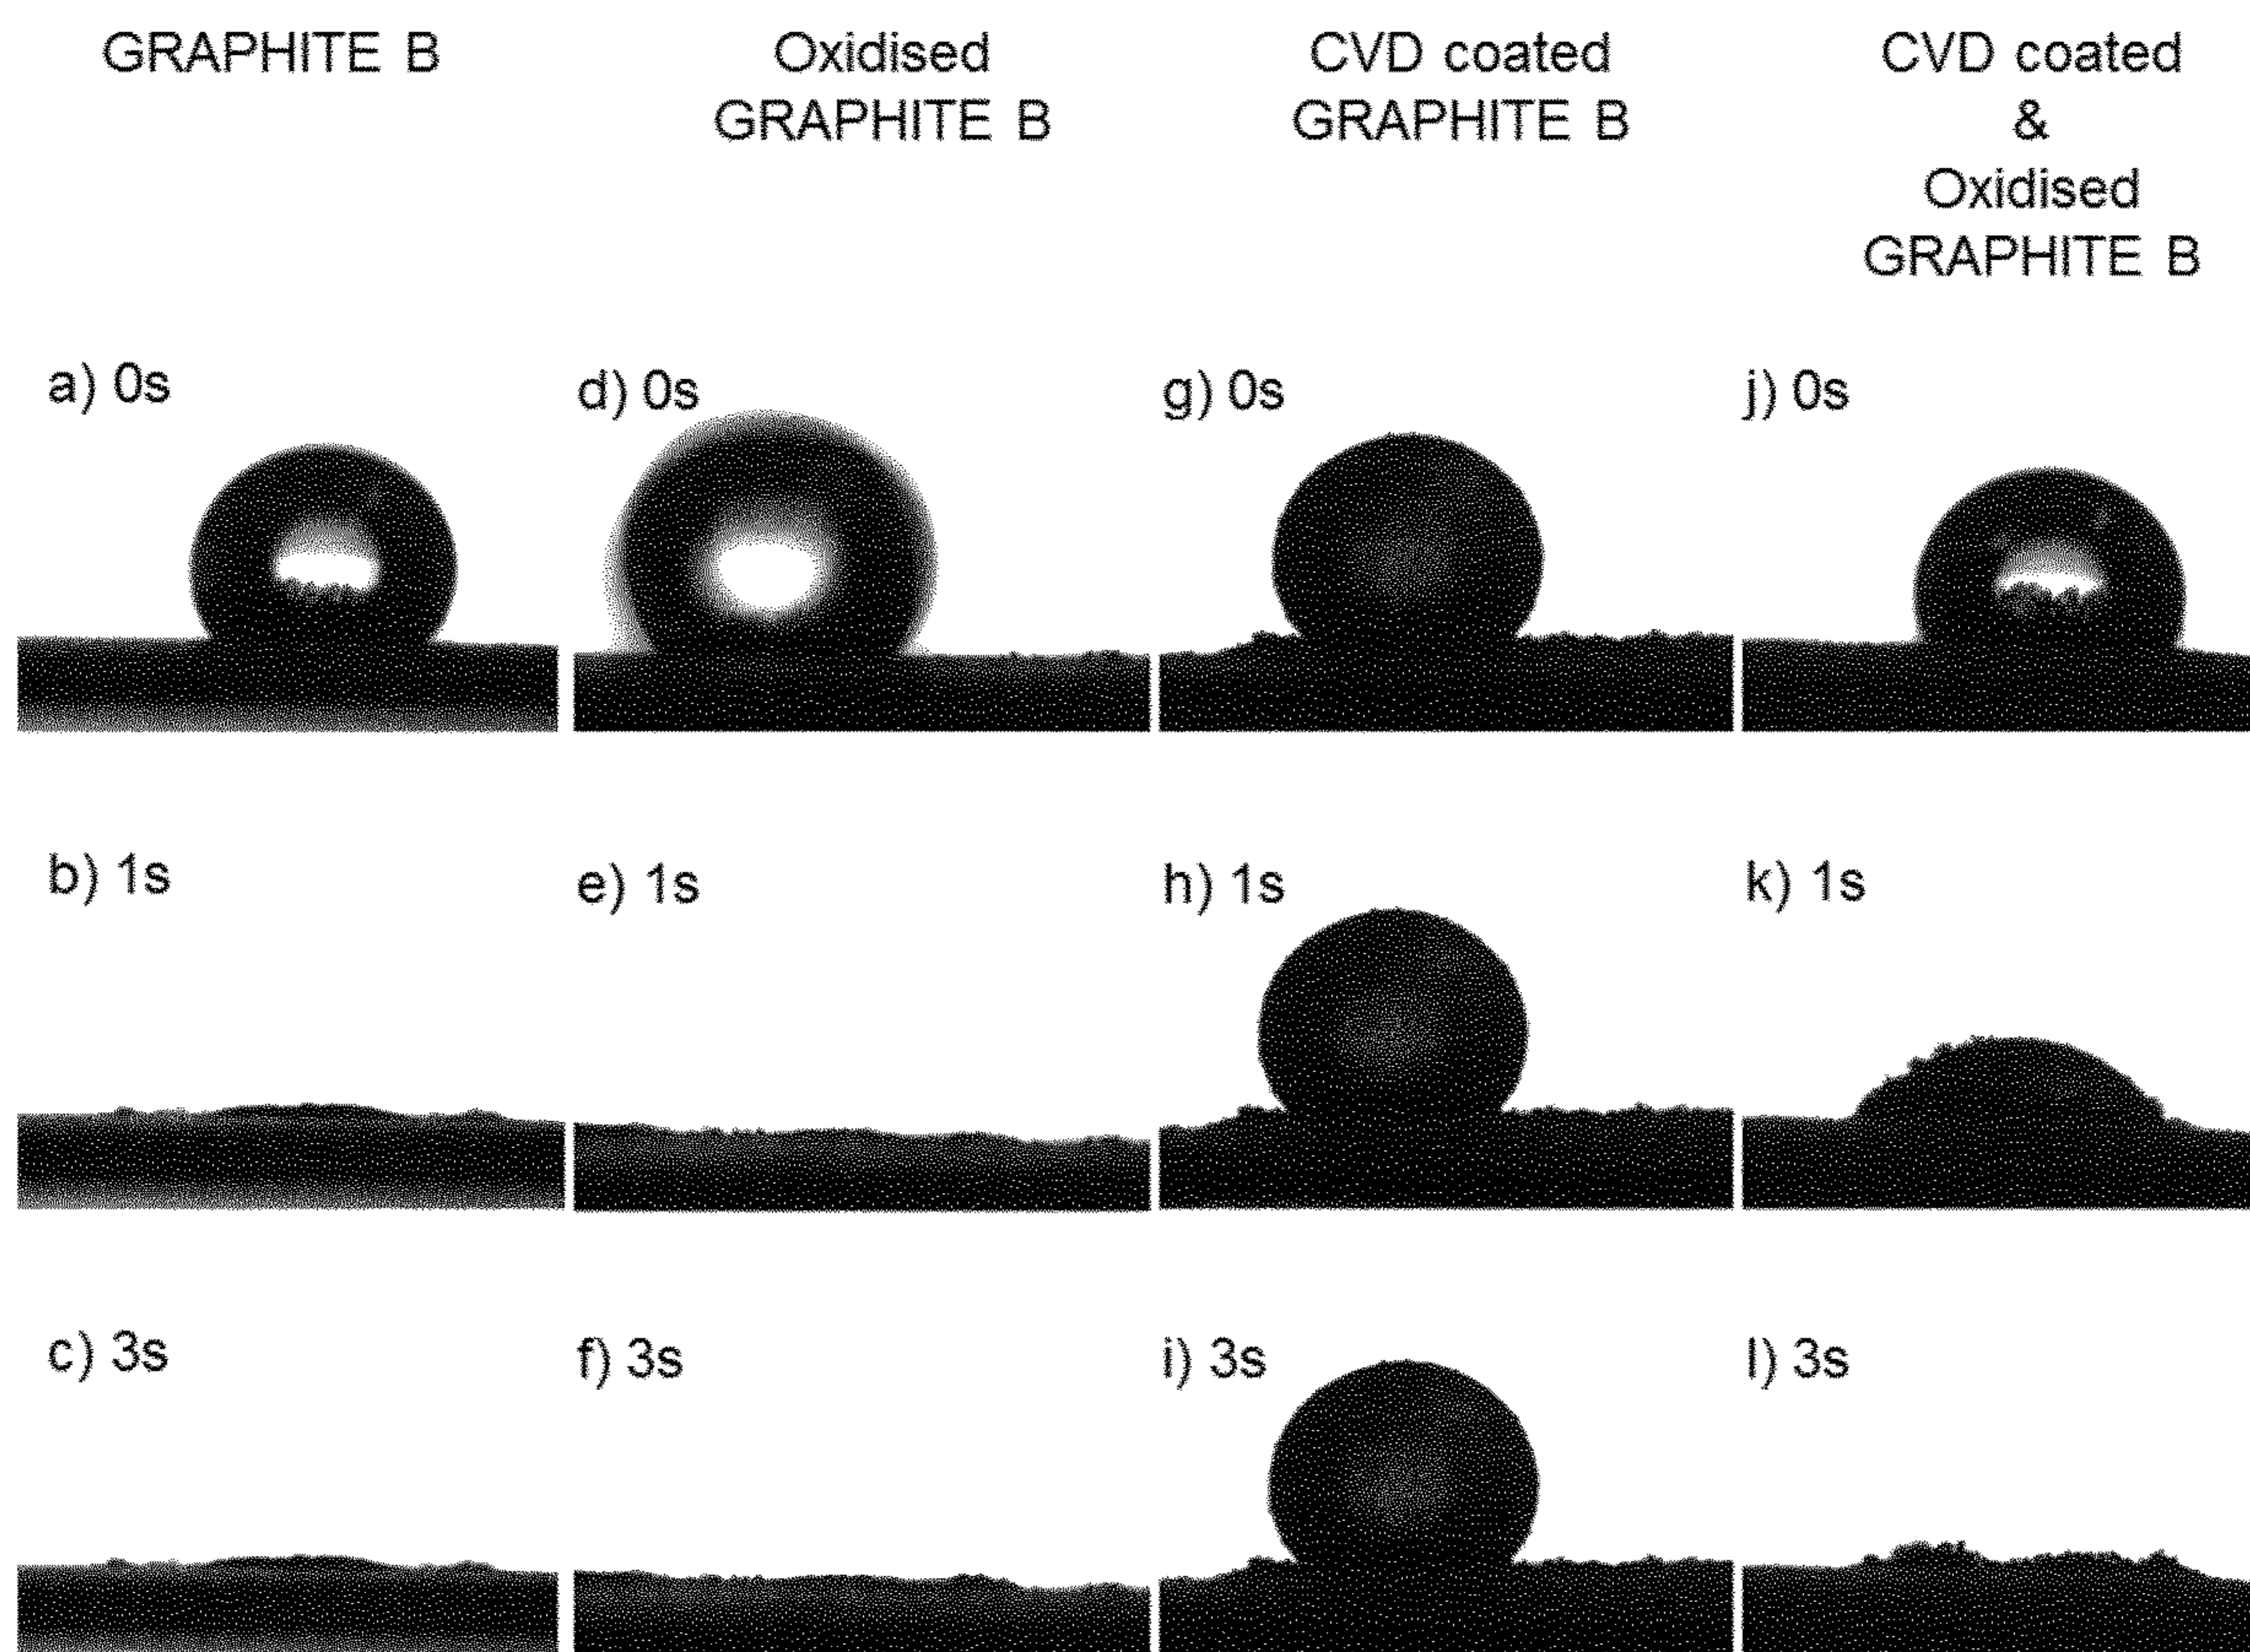 GRAPHITE B
Oxidised
GRAPHITE B
CVD coated
GRAPHITE B
CVD coated
&
Oxidised
GRAPHITE B
a) 0s
d) 0s
g) 0s
j) 0s
b) 1s
e) 1s
h) 1s
k) 1s
c) 3s
f) 3s
i) 3s
l) 3s